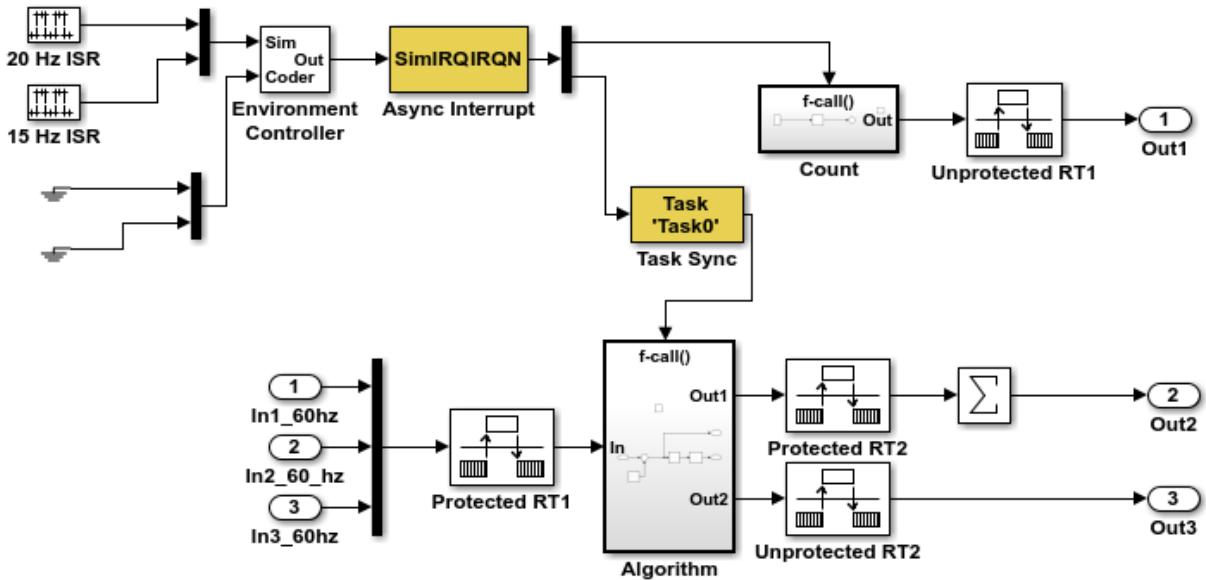 20 Hz ISR
15 Hz ISR
Sim
Out
Coder
Environment
Controller
SimIRQIRQN
Async Interrupt
f-call()
Out
Count
Unprotected RT1
1
Out1
Task
'Task0'
Task Sync
1
In1_60hz
2
In2_60_hz
3
In3_60hz
Protected RT1
f-call()
In
Out1
Out2
Algorithm
Protected RT2
Unprotected RT2
Σ
2
Out2
3
Out3